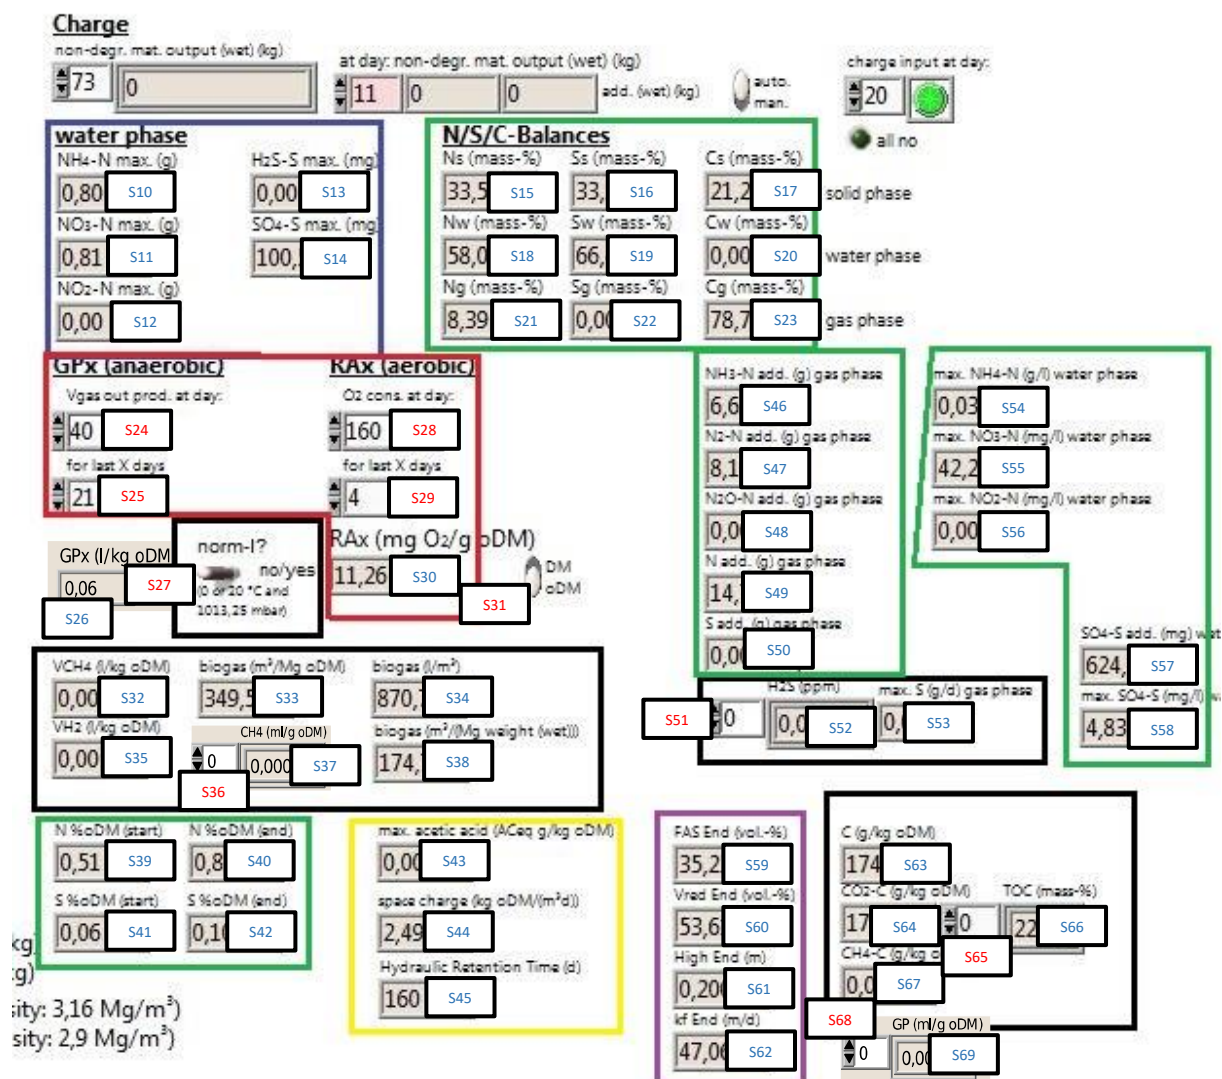 Charge
non-degr. mat. output (wet) (kg)
73 0
at day: non-degr. mat. output (wet) (kg)
11 0 0 add. (wet) (kg)
auto.
man.
charge input at day:
20
all no
water phase
NH4-N max. (g) H2S-S max. (mg)
0,80 S10 0,00 S13
NO3-N max. (g) SO4-S max. (mg)
0,81 S11 100, S14
NO2-N max. (g)
0,00 S12
N/S/C-Balances
Ns (mass-%) Ss (mass-%) Cs (mass-%)
33,5 S15 33, S16 21,2 S17 solid phase
Nw (mass-%) Sw (mass-%) Cw (mass-%)
58,0 S18 66, S19 0,00 S20 water phase
Ng (mass-%) Sg (mass-%) Cg (mass-%)
8,39 S21 0,00 S22 78,7 S23 gas phase
GPx (anaerobic) RAx (aerobic)
Vgas out prod. at day: O2 cons. at day:
40 S24 160 S28
for last X days for last X days
21 S25 4 S29
GPx (l/kg oDM
0,06 S27
S26
norm-l?
no/yes
(0 or 20 °C and
1013,25 mbar)
RAx (mg O2/g oDM)
11,26 S30
S31
DM
oDM
NH3-N add. (g) gas phase
6,6 S46
N2-N add. (g) gas phase
8,1 S47
N2O-N add. (g) gas phase
0,0 S48
N add. (g) gas phase
14, S49
S add. (g) gas phase
0,0 S50
max. NH4-N (g/l) water phase
0,03 S54
max. NO3-N (mg/l) water phase
42,2 S55
max. NO2-N (mg/l) water phase
0,00 S56
SO4-S add. (mg) wat
624, S57
max. SO4-S (mg/l) wa
4,83 S58
H2S (ppm) max. S (g/d) gas phase
S51 0 0,0 S52 0, S53
VCH4 (l/kg oDM) biogas (m³/Mg oDM) biogas (l/m²)
0,00 S32 349,5 S33 870, S34
VH2 (l/kg oDM) CH4 (ml/g oDM) biogas (m³/(Mg weight (wet)))
0,00 S35 0 0,000 S37 174, S38
S36
N %oDM (start) N %oDM (end)
0,51 S39 0,8 S40
S %oDM (start) S %oDM (end)
0,06 S41 0,10 S42
max. acetic acid (ACeq g/kg oDM)
0,00 S43
space charge (kg oDM/(m³d))
2,49 S44
Hydraulic Retention Time (d)
160 S45
FAS End (vol.-%)
35,2 S59
Vred End (vol.-%)
53,6 S60
High End (m)
0,200 S61
kf End (m/d)
47,06 S62
C (g/kg oDM)
174 S63
CO2-C (g/kg oDM) TOC (mass-%)
17 S64 0 22 S66
S65
CH4-C (g/kg o
0,0 S67
S68
GP (ml/g oDM)
0 0,00 S69
kg)
kg)
sity: 3,16 Mg/m³)
sity: 2,9 Mg/m³)